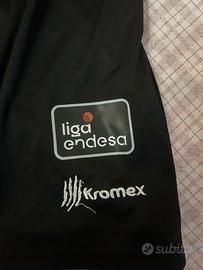 liga
endesa
Kromex
subito